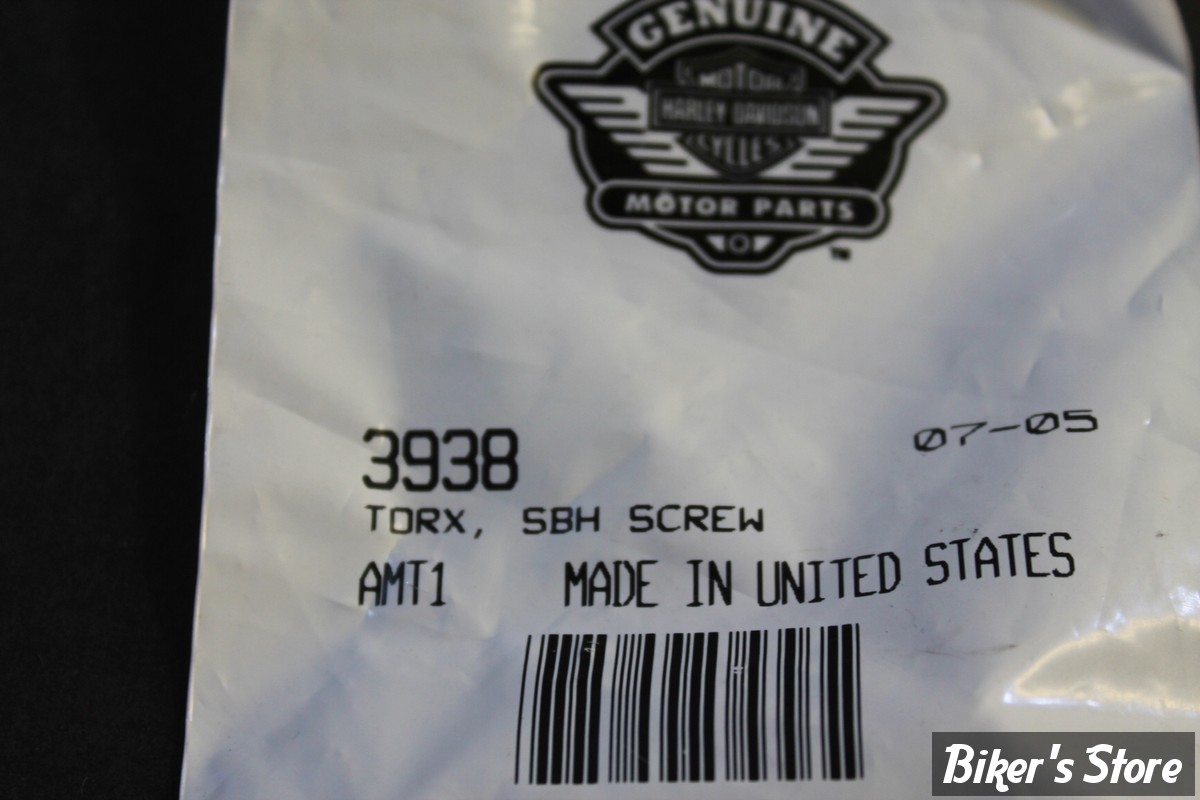 GENUINE
MOTOR
HARLEY-DAVIDSON
CYCLES
MOTOR PARTS
TM
3938
07-05
TORX, SBH SCREW
AMT1 MADE IN UNITED STATES
Biker's Store